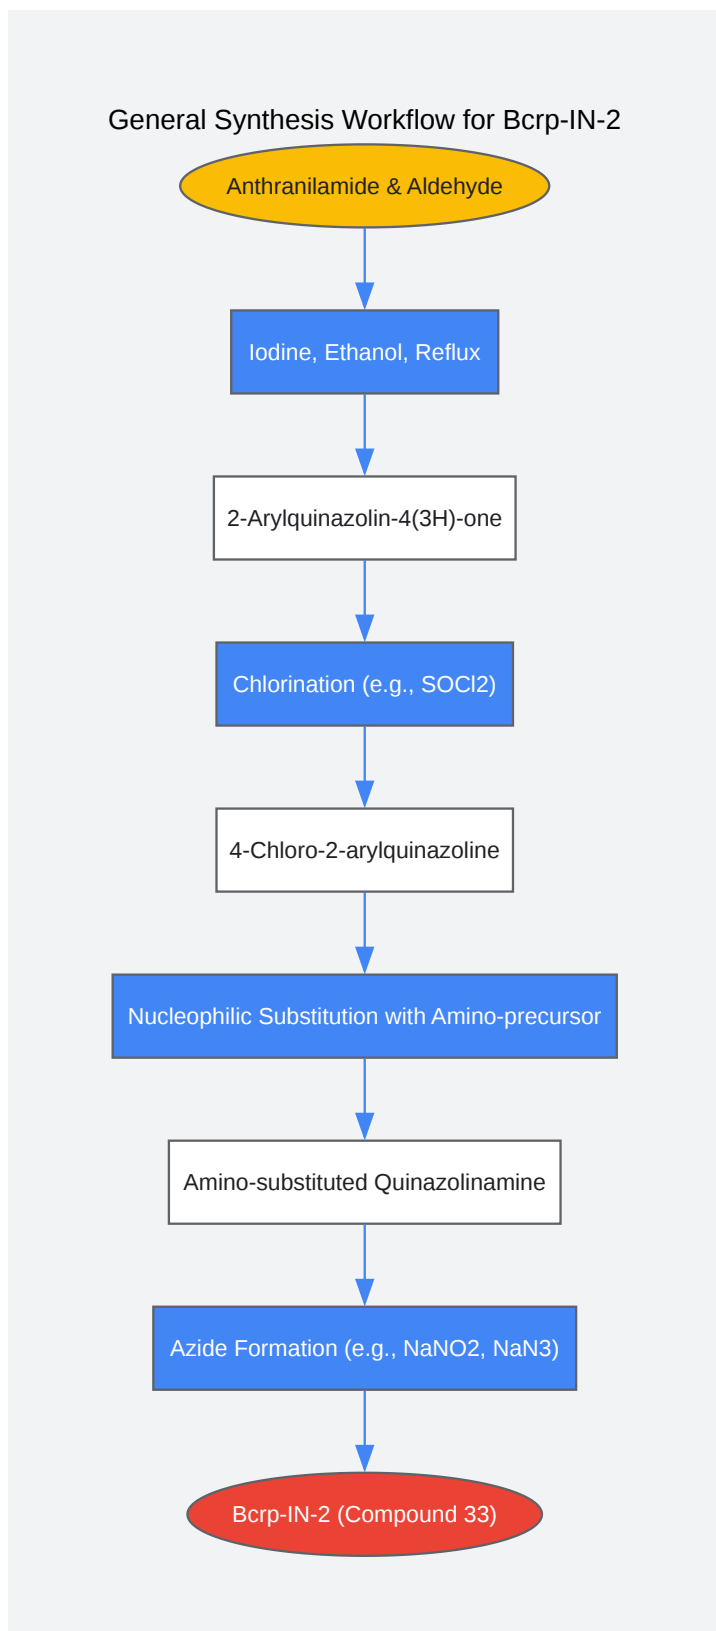 General Synthesis Workflow for Bcrp-IN-2
Anthranilamide & Aldehyde
Iodine, Ethanol, Reflux
2-Arylquinazolin-4(3H)-one
Chlorination (e.g., SOCl2)
4-Chloro-2-arylquinazoline
Nucleophilic Substitution with Amino-precursor
Amino-substituted Quinazolinamine
Azide Formation (e.g., NaNO2, NaN3)
Bcrp-IN-2 (Compound 33)